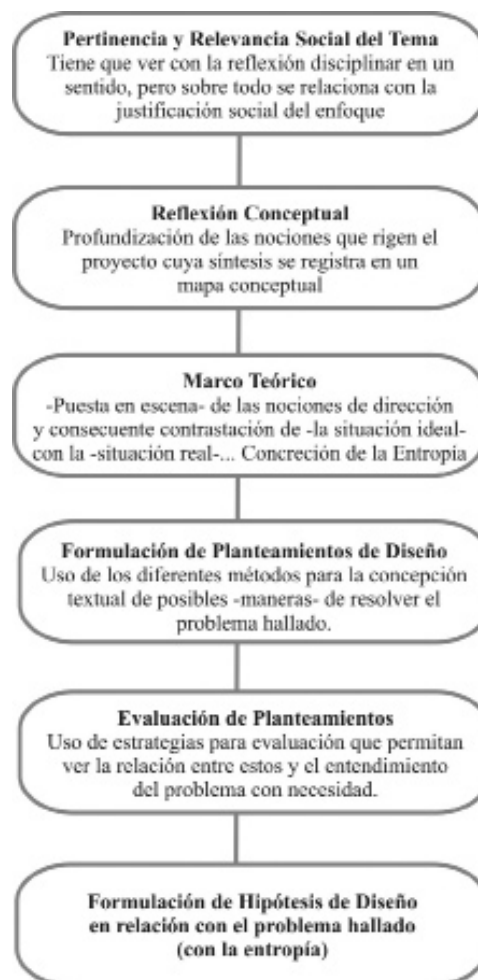 Pertinencia y Relevancia Social del Tema
Tiene que ver con la reflexión disciplinar en un
sentido, pero sobre todo se relaciona con la
justificación social del enfoque
Reflexión Conceptual
Profundización de las nociones que rigen el
proyecto cuya síntesis se registra en un
mapa conceptual
Marco Teórico
-Puesta en escena- de las nociones de dirección
y consecuente contrastación de -la situación ideal-
con la -situación real-... Concreción de la Entropia
Formulación de Planteamientos de Diseño
Uso de los diferentes métodos para la concepción
textual de posibles -maneras- de resolver el
problema hallado.
Evaluación de Planteamientos
Uso de estrategias para evaluación que permitan
ver la relación entre estos y el entendimiento
del problema con necesidad.
Formulación de Hipótesis de Diseño
en relación con el problema hallado
(con la entropía)